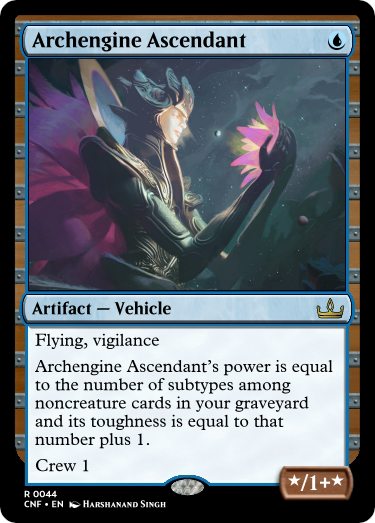 Archengine Ascendant
Artifact — Vehicle
Flying, vigilance
Archengine Ascendant's power is equal
to the number of subtypes among
noncreature cards in your graveyard
and its toughness is equal to that
number plus 1.
Crew 1
★/1+★
R 0044
CNF • EN Harshanand Singh